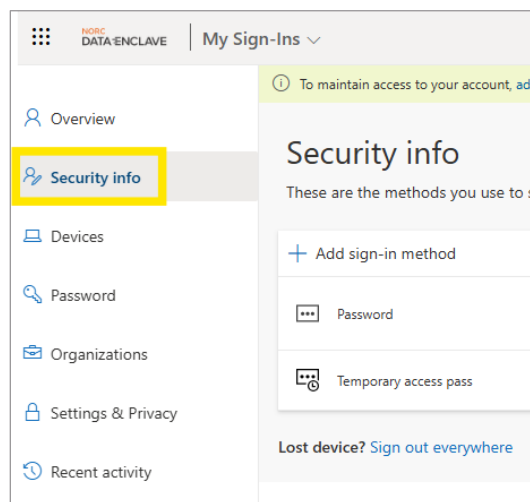 NORC
DATA ENCLAVE
My Sign-Ins
To maintain access to your account,
Overview
Security info
Devices
Password
Organizations
Settings & Privacy
Recent activity
Security info
These are the methods you use to
Add sign-in method
Password
Temporary access pass
Lost device? Sign out everywhere